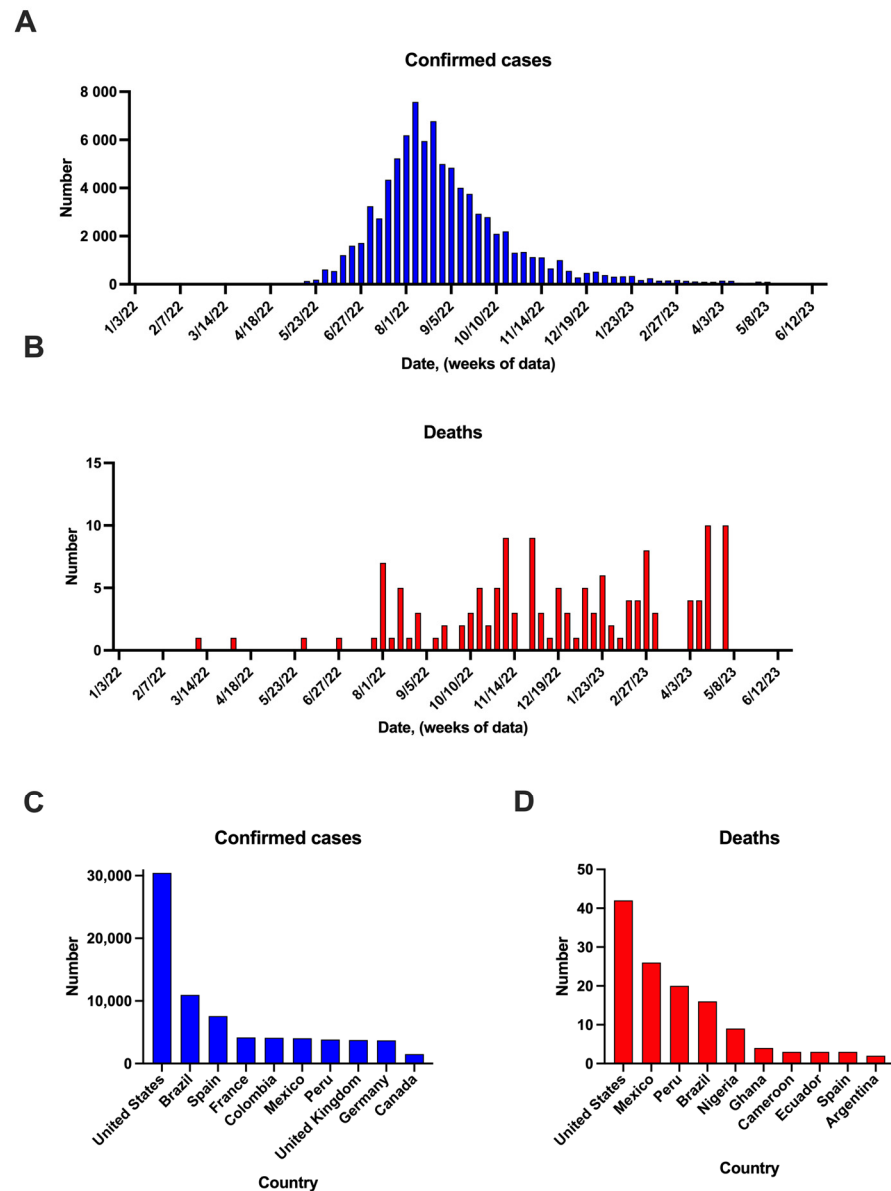 A
Confirmed cases
8 000
6 000
4 000
2 000
0
Number
1/3/22
2/7/22
3/14/22
4/18/22
5/23/22
6/27/22
8/1/22
9/5/22
10/10/22
11/14/22
12/19/22
1/23/23
2/27/23
4/3/23
5/8/23
6/12/23
Date, (weeks of data)
B
Deaths
15
10
5
0
Number
1/3/22
2/7/22
3/14/22
4/18/22
5/23/22
6/27/22
8/1/22
9/5/22
10/10/22
11/14/22
12/19/22
1/23/23
2/27/23
4/3/23
5/8/23
6/12/23
Date, (weeks of data)
C
Confirmed cases
30,000
20,000
10,000
0
Number
United States
Brazil
Spain
France
Colombia
Mexico
Peru
United Kingdom
Germany
Canada
Country
D
Deaths
50
40
30
20
10
0
Number
United States
Mexico
Peru
Brazil
Nigeria
Ghana
Cameroon
Ecuador
Spain
Argentina
Country